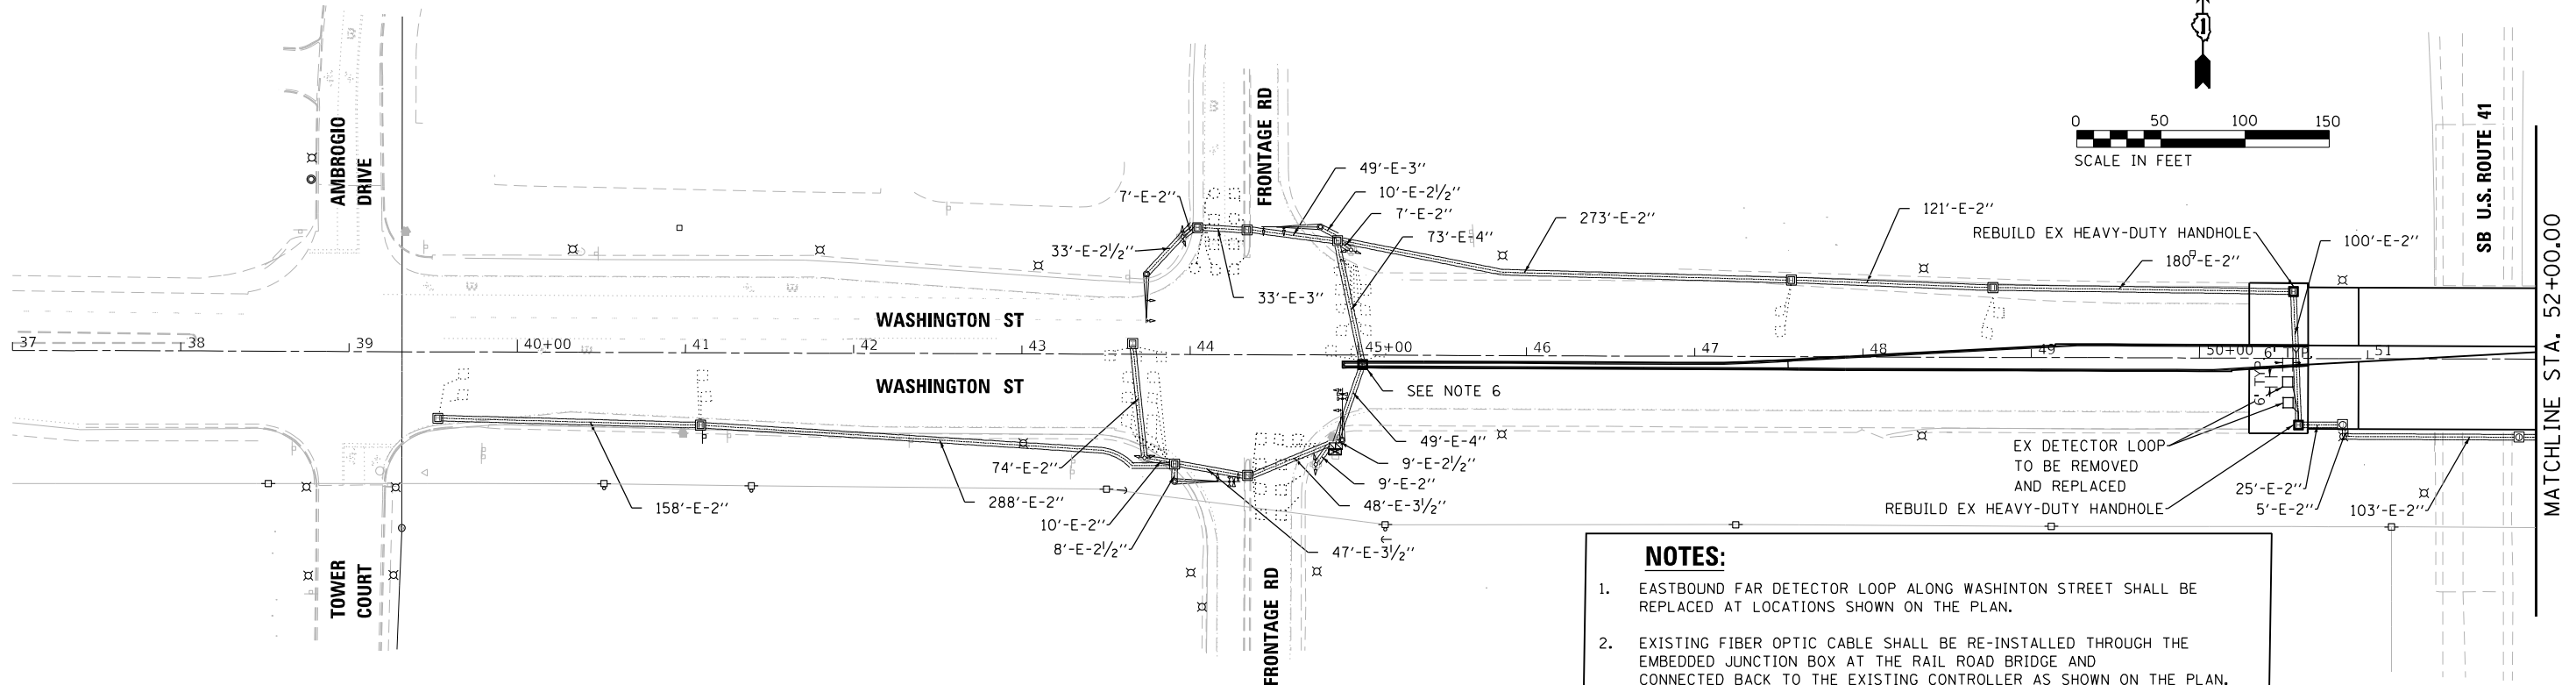 AMBROGIO
DRIVE
FRONTAGE RD
0 50 100 150
SCALE IN FEET
SB U.S. ROUTE 41
MATCHLINE STA. 52+00.00
7'-E-2''
49'-E-3''
10'-E-2½''
7'-E-2''
73'-E-4''
273'-E-2''
121'-E-2''
REBUILD EX HEAVY-DUTY HANDHOLE
100'-E-2''
180'-E-2''
33'-E-2½''
33'-E-3''
WASHINGTON ST
37 38 39 40+00 41 42 43 44 45+00 46 47 48 49 50+00 51
6' TYP.
6' TYP
WASHINGTON ST
SEE NOTE 6
49'-E-4''
9'-E-2½''
9'-E-2''
48'-E-3½''
47'-E-3½''
74'-E-2''
288'-E-2''
158'-E-2''
10'-E-2''
8'-E-2½''
EX DETECTOR LOOP
TO BE REMOVED
AND REPLACED
REBUILD EX HEAVY-DUTY HANDHOLE
25'-E-2''
5'-E-2''
103'-E-2''
TOWER
COURT
FRONTAGE RD
NOTES:
1. EASTBOUND FAR DETECTOR LOOP ALONG WASHINTON STREET SHALL BE
REPLACED AT LOCATIONS SHOWN ON THE PLAN.
2. EXISTING FIBER OPTIC CABLE SHALL BE RE-INSTALLED THROUGH THE
EMBEDDED JUNCTION BOX AT THE RAIL ROAD BRIDGE AND
CONNECTED BACK TO THE EXISTING CONTROLLER AS SHOWN ON THE PLAN.